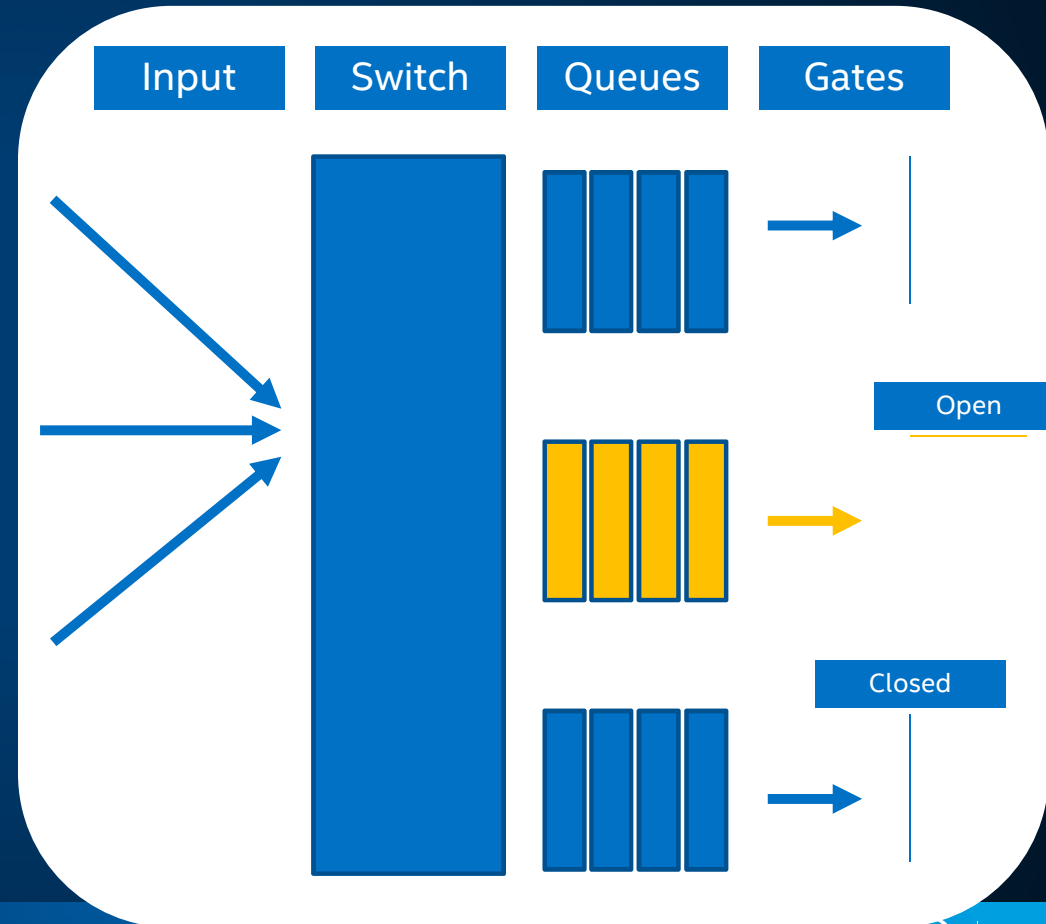 Input
Switch
Queues
Gates
Open
Closed